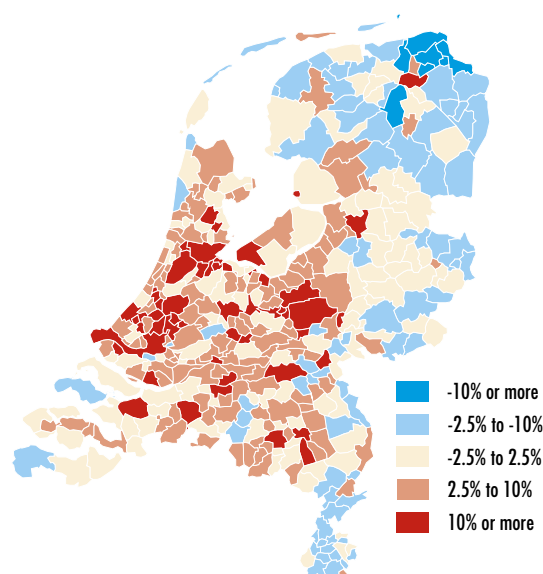 -10% or more
-2.5% to -10%
-2.5% to 2.5%
2.5% to 10%
10% or more